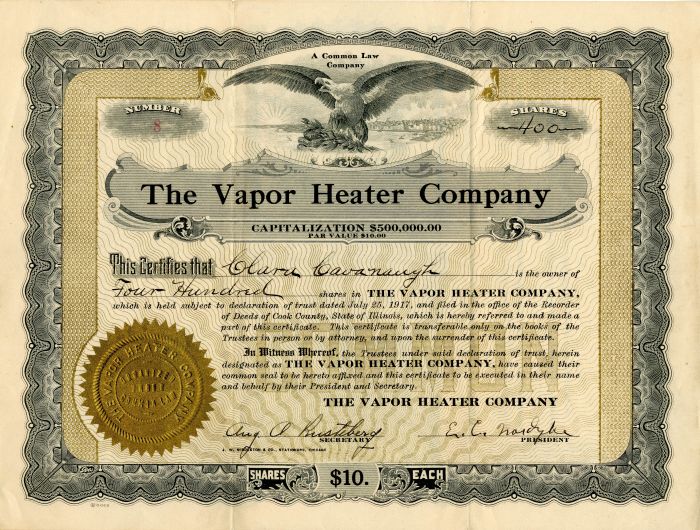 A Common Law
Company
NUMBER
8
SHARES
400
The Vapor Heater Company
CAPITALIZATION $500,000.00
PAR VALUE $10.00
This Certifies that Clara Cavanaugh is the owner of
Four Hundred shares in THE VAPOR HEATER COMPANY,
which is held subject to declaration of trust dated July 25, 1917, and filed in the office of the Recorder
of Deeds of Cook County, State of Illinois, which is hereby referred to and made a
part of this certificate. This certificate is transferable only on the books of the
Trustees in person or by attorney, and upon the surrender of this certificate.
In Witness Whereof, the Trustees under said declaration of trust, herein
designated as THE VAPOR HEATER COMPANY, have caused their
common seal to be hereto affixed and this certificate to be executed in their name
and behalf by their President and Secretary.
THE VAPOR HEATER COMPANY
Aug A
SECRETARY
E. C.
PRESIDENT
VAPOR HEATER COMPANY
& CO., STATIONERS, CHICAGO
SHARES $10. EACH